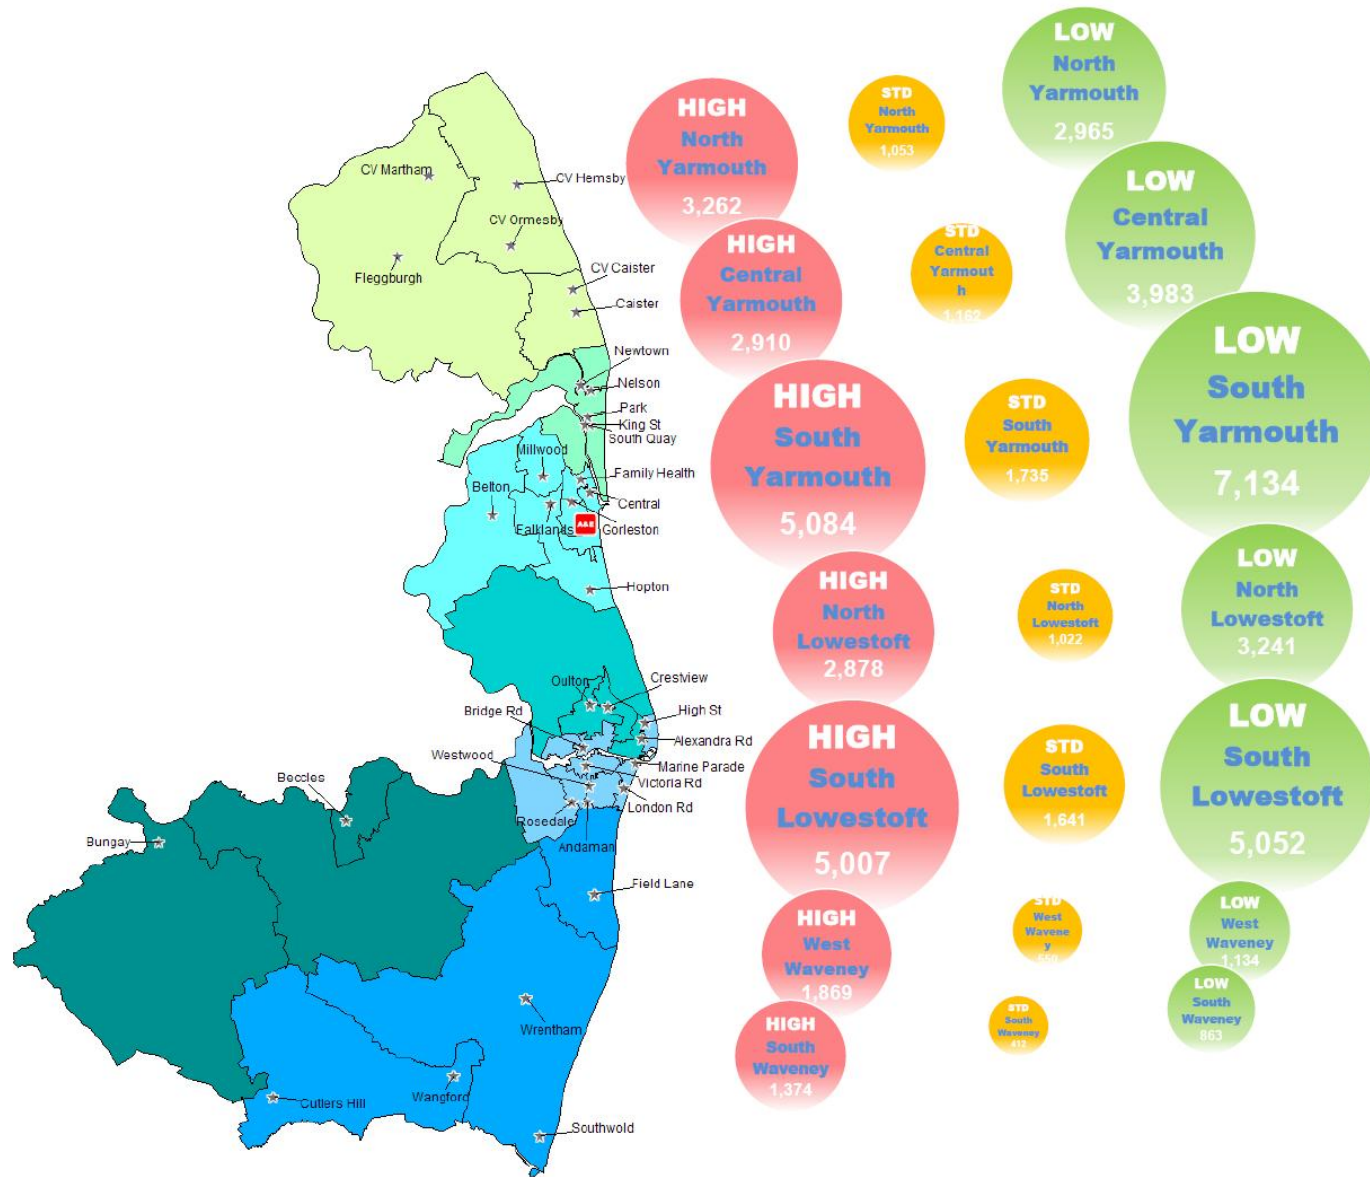 CV Martham
CV Hemsby
CV Ormesby
Fleggburgh
CV Caister
Caister
Newtown
Nelson
Park
King St
South Quay
Millwood
Family Health
Belton
Central
Falklands
A&E
Gorleston
Hopton
Oulton
Crestview
Bridge Rd
High St
Alexandra Rd
Westwood
Marine Parade
Victoria Rd
London Rd
Beccles
Rosedale
Bungay
Andaman
Field Lane
Wrentham
Wangford
Cutlers Hill
Southwold
HIGH
North
Yarmouth
3,262
STD
North
Yarmouth
1,053
LOW
North
Yarmouth
2,965
HIGH
Central
Yarmouth
2,910
STD
Central
Yarmout
h
1,162
LOW
Central
Yarmouth
3,983
HIGH
South
Yarmouth
5,084
STD
South
Yarmouth
1,735
LOW
South
Yarmouth
7,134
HIGH
North
Lowestoft
2,878
STD
North
Lowestoft
1,022
LOW
North
Lowestoft
3,241
HIGH
South
Lowestoft
5,007
STD
South
Lowestoft
1,641
LOW
South
Lowestoft
5,052
HIGH
West
Waveney
1,869
STD
West
Wavene
y
LOW
West
Waveney
1,134
HIGH
South
Waveney
1,374
STD
South
Waveney
412
LOW
South
Waveney
863